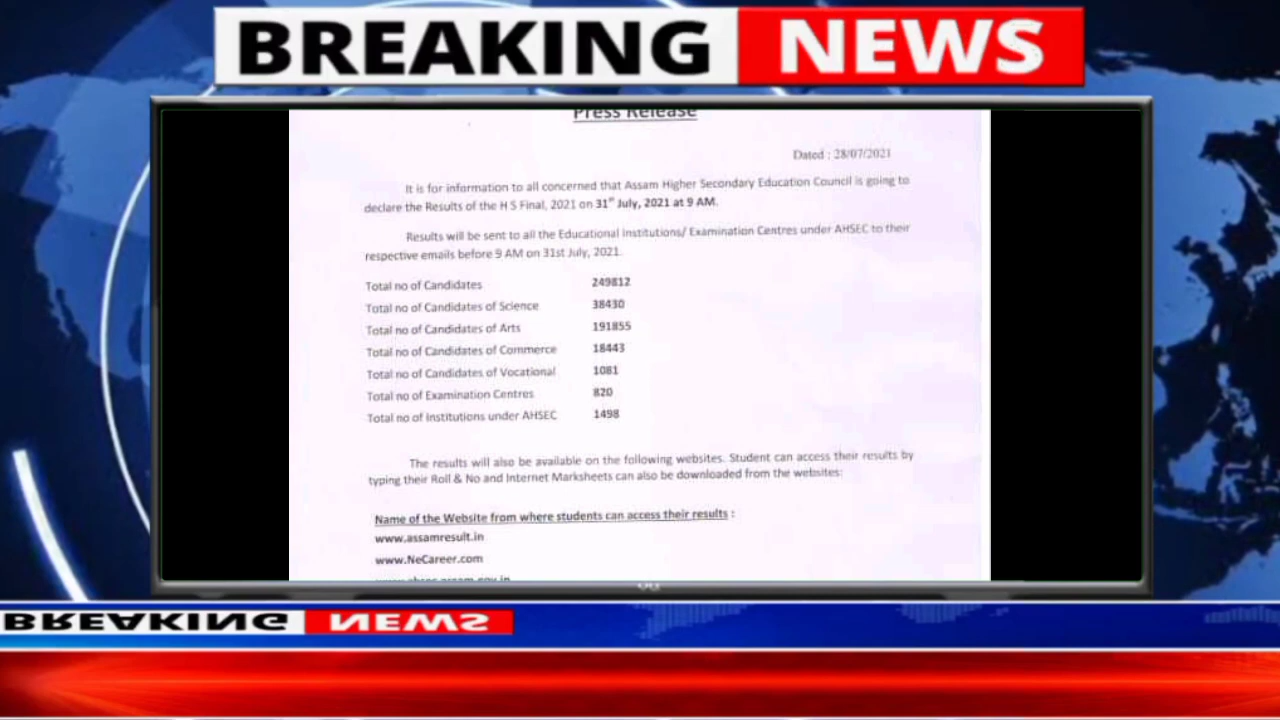 BREAKING NEWS
Press Release
Dated : 28/07/2021
It is for information to all concerned that Assam Higher Secondary Education Council is going to
declare the Results of the H S Final, 2021 on 31st July, 2021 at 9 AM.
Results will be sent to all the Educational Institutions/ Examination Centres under AHSEC to their
respective emails before 9 AM on 31st July, 2021.
Total no of Candidates 249812
Total no of Candidates of Science 38430
Total no of Candidates of Arts 191855
Total no of Candidates of Commerce 18443
Total no of Candidates of Vocational 1081
Total no of Examination Centres 820
Total no of Institutions under AHSEC 1498
The results will also be available on the following websites. Student can access their results by
typing their Roll & No and Internet Marksheets can also be downloaded from the websites:
Name of the Website from where students can access their results :
www.assamresult.in
www.NeCareer.com
BREAKING NEWS